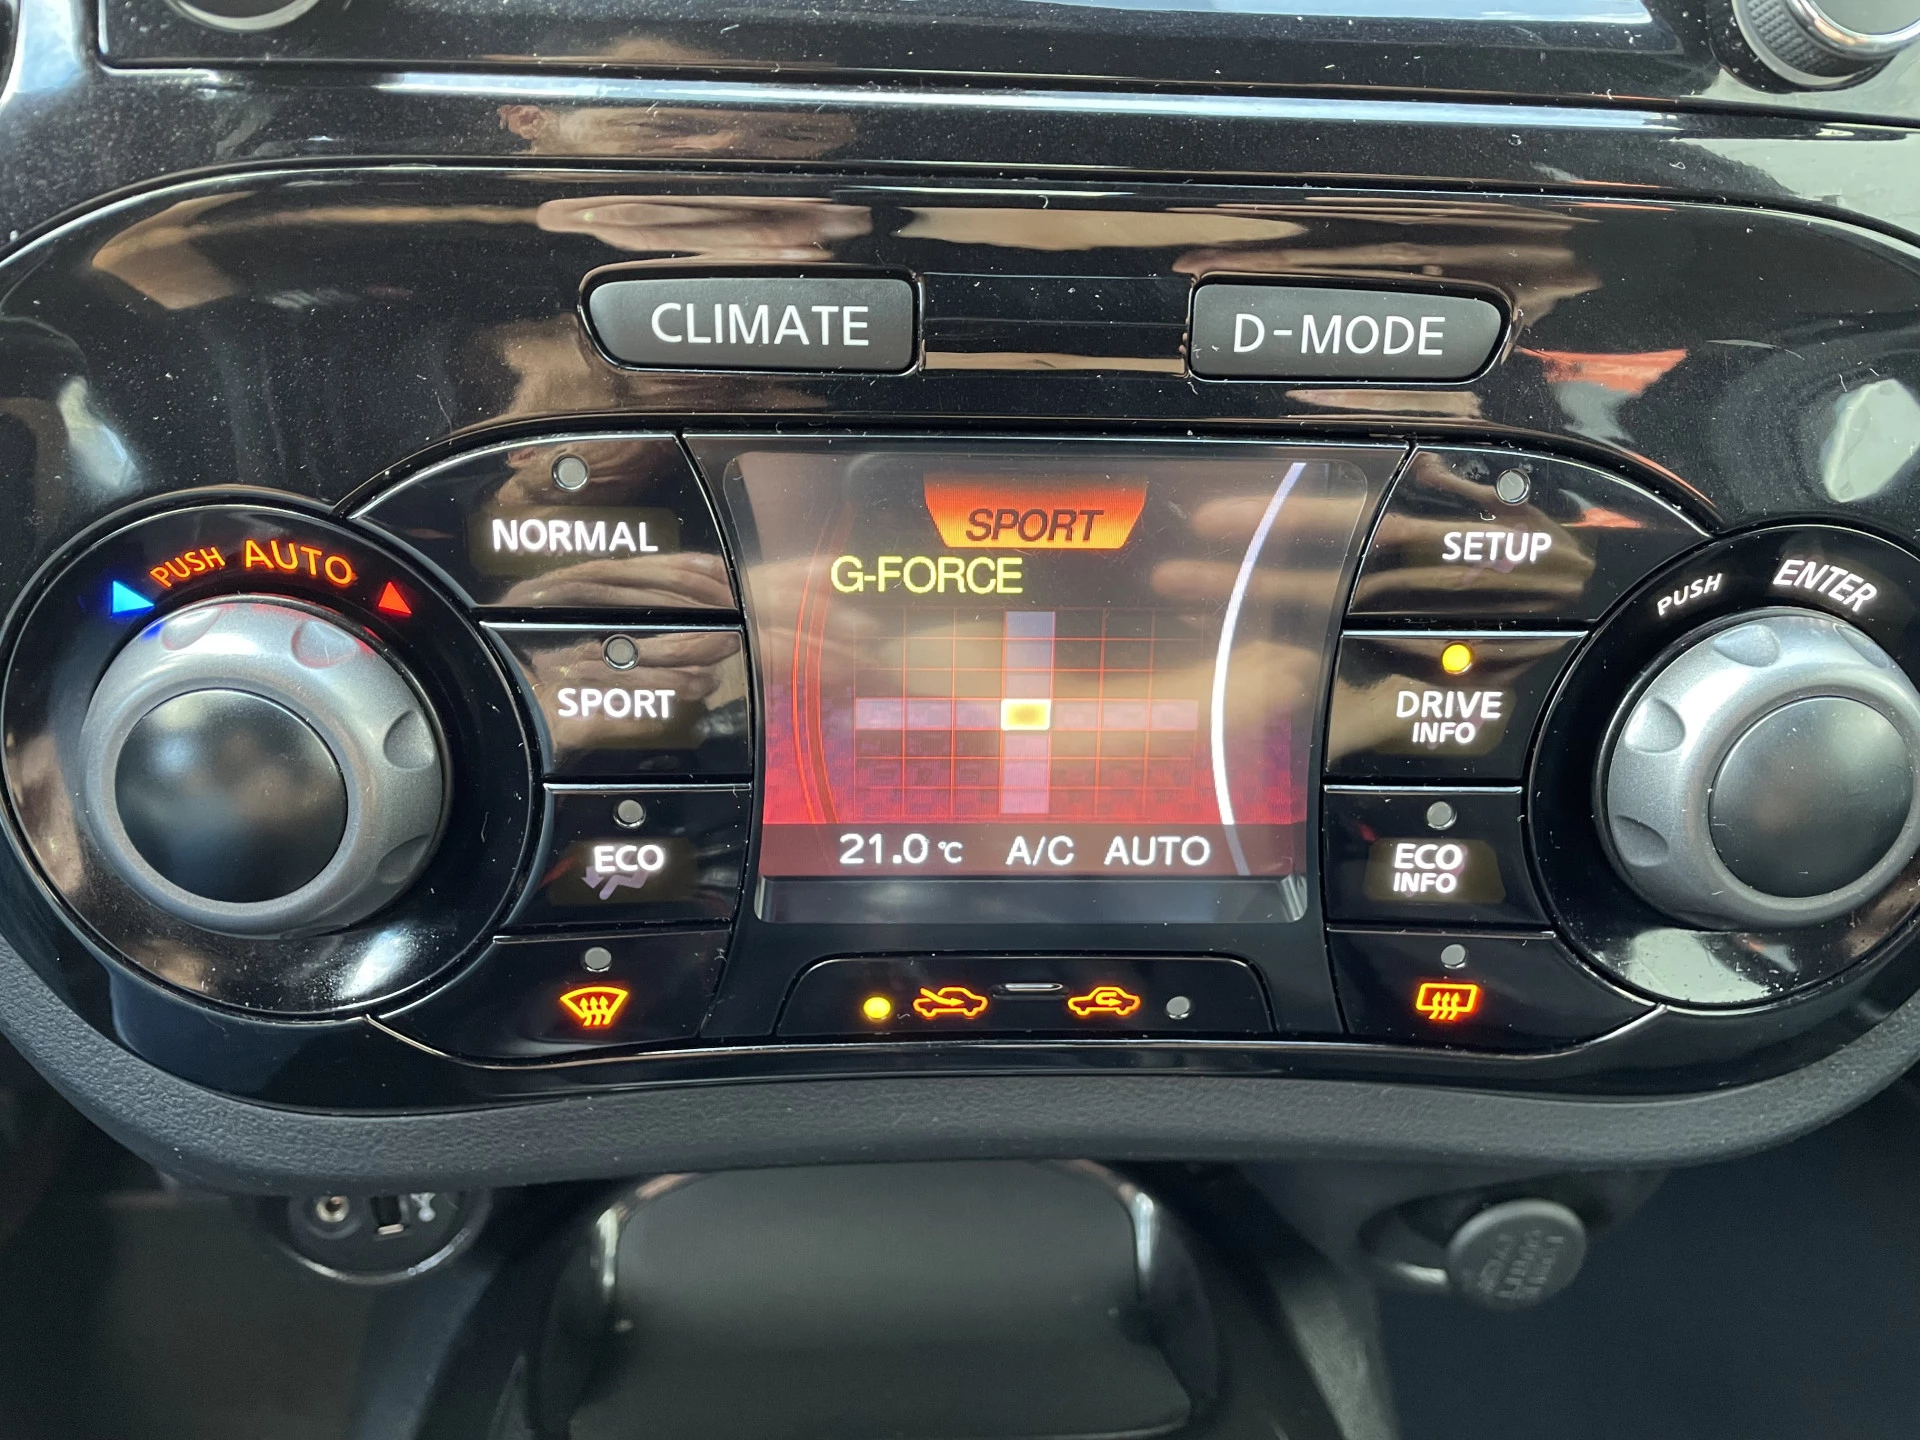 CLIMATE
D-MODE
PUSH AUTO
NORMAL
SPORT
ECO
SPORT
G-FORCE
21.0 °C A/C AUTO
SETUP
DRIVE
INFO
ECO
INFO
PUSH ENTER